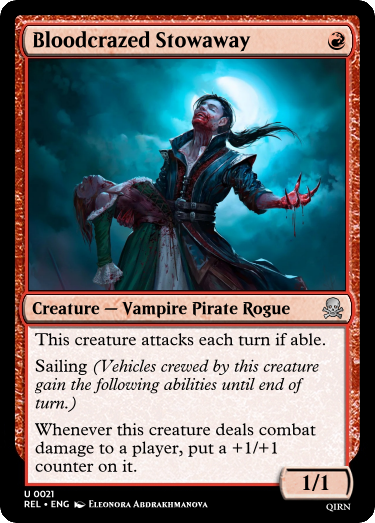 Bloodcrazed Stowaway
Creature — Vampire Pirate Rogue
This creature attacks each turn if able.
Sailing (Vehicles crewed by this creature
gain the following abilities until end of
turn.)
Whenever this creature deals combat
damage to a player, put a +1/+1
counter on it.
1/1
U 0021
REL • ENG Eleonora Abdrakhmanova
QIRN